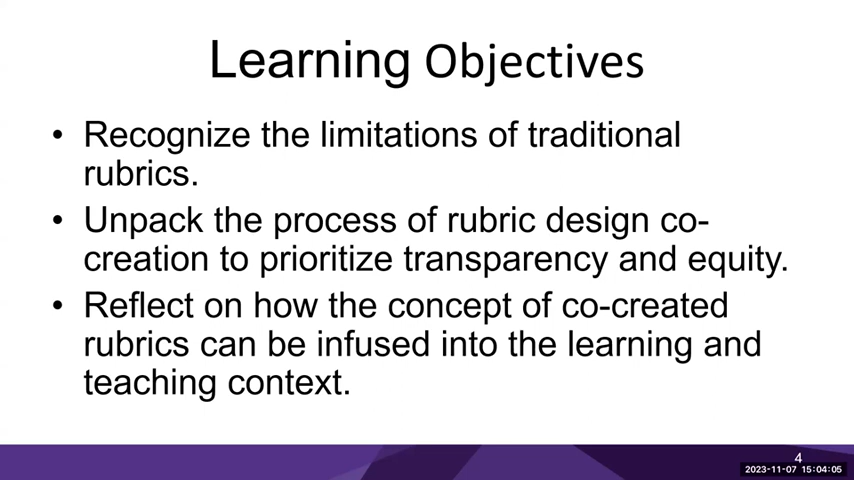 Learning Objectives
• Recognize the limitations of traditional
rubrics.
• Unpack the process of rubric design co-
creation to prioritize transparency and equity.
• Reflect on how the concept of co-created
rubrics can be infused into the learning and
teaching context.
4
2023-11-07 15:04:05